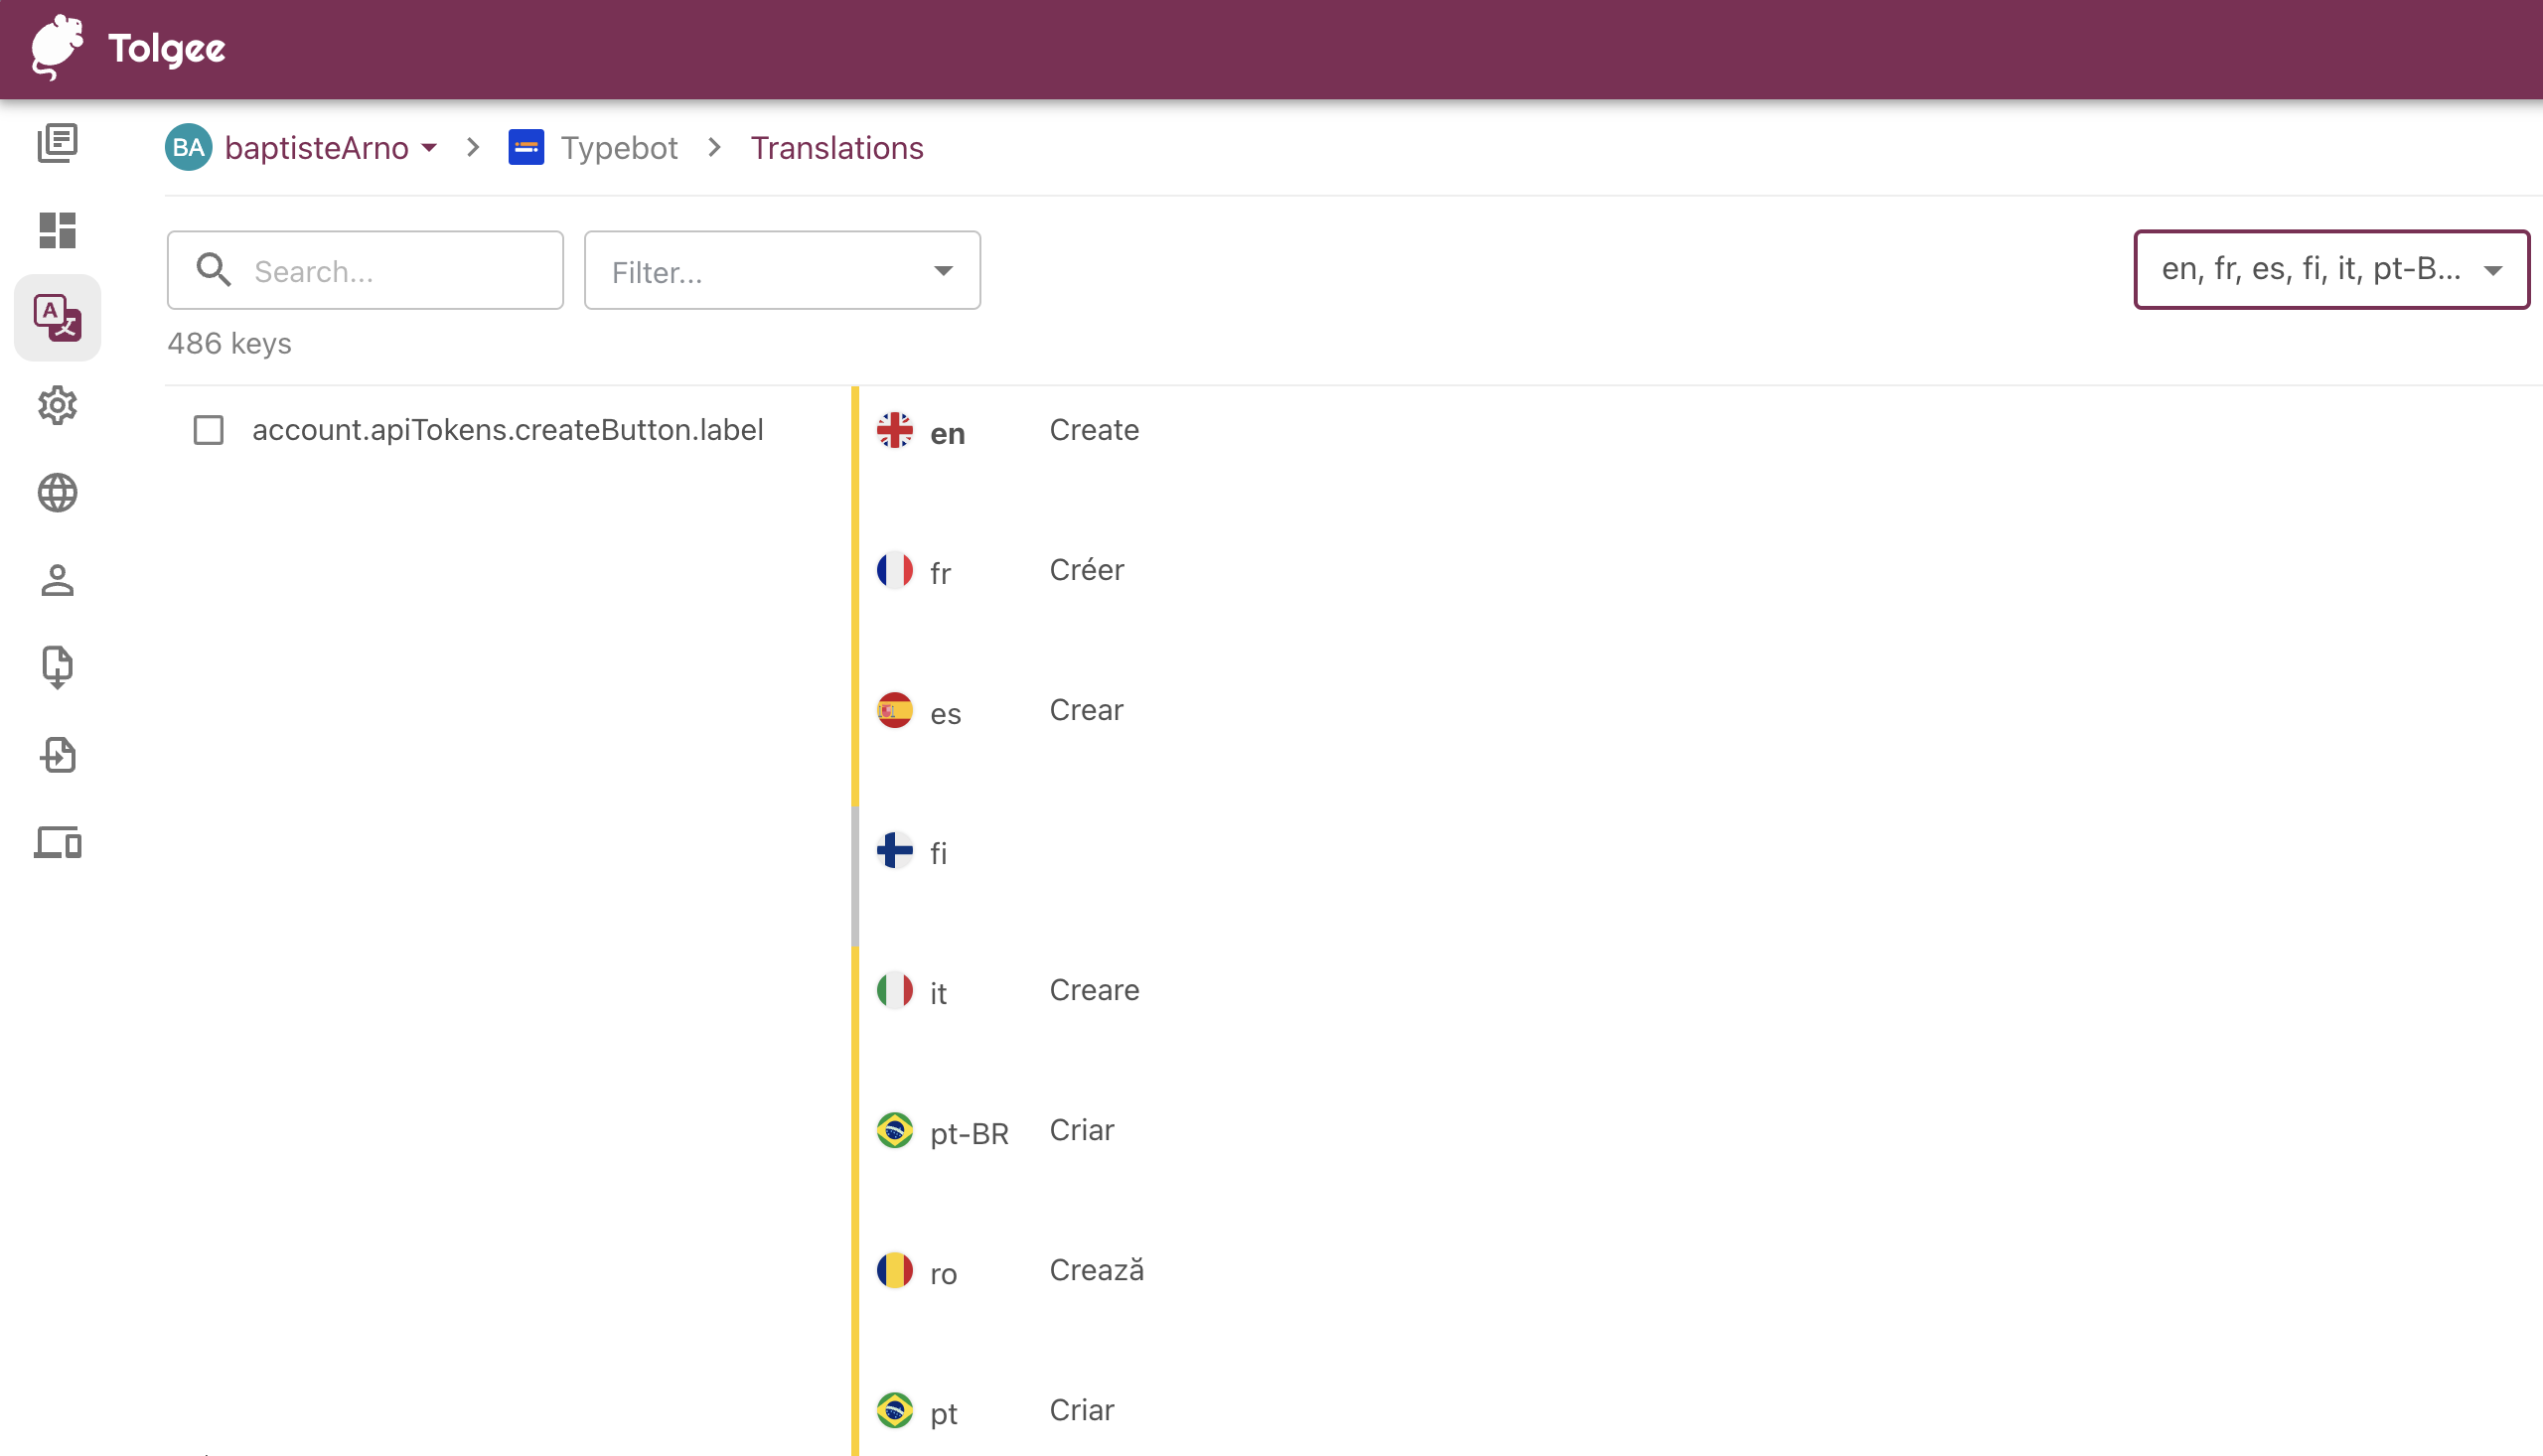 Tolgee
BA baptisteArno > Typebot > Translations
Search... Filter... en, fr, es, fi, it, pt-B...
486 keys
account.apiTokens.createButton.label en Create
fr Créer
es Crear
fi
it Creare
pt-BR Criar
ro Crează
pt Criar